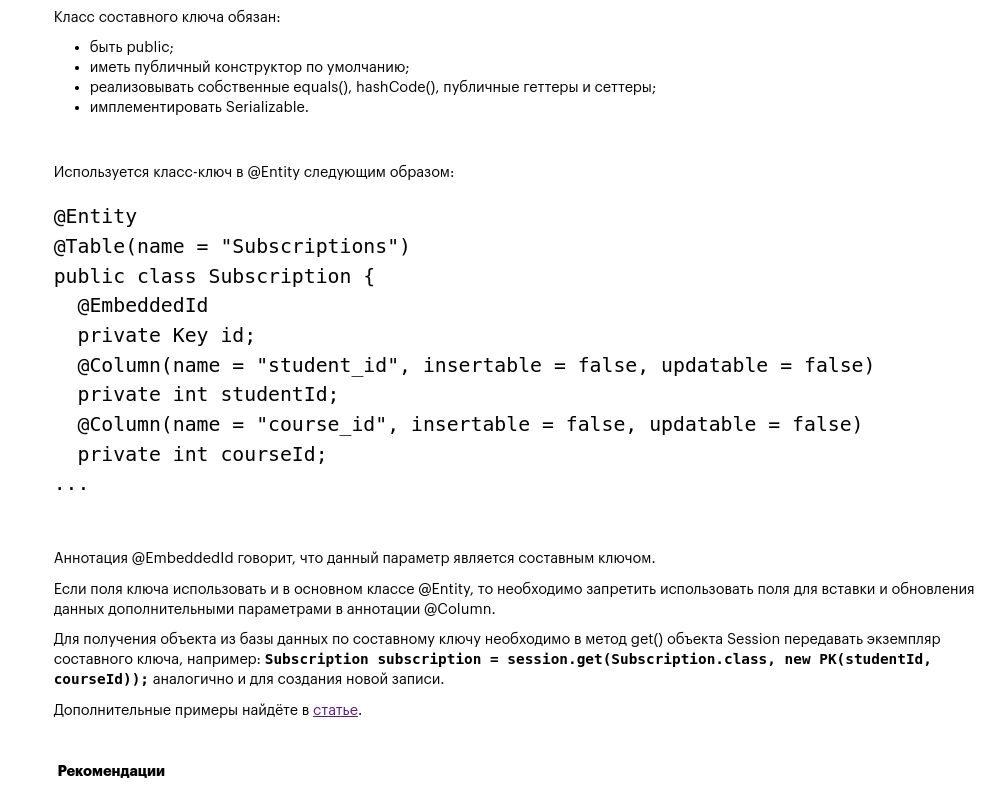 Класс составного ключа обязан:
• быть public;
• иметь публичный конструктор по умолчанию;
• реализовывать собственные equals(), hashCode(), публичные геттеры и сеттеры;
• имплементировать Serializable.
Используется класс-ключ в @Entity следующим образом:
@Entity
@Table(name = "Subscriptions")
public class Subscription {
  @EmbeddedId
  private Key id;
  @Column(name = "student_id", insertable = false, updatable = false)
  private int studentId;
  @Column(name = "course_id", insertable = false, updatable = false)
  private int courseId;
...
Аннотация @EmbeddedId говорит, что данный параметр является составным ключом.
Если поля ключа использовать и в основном классе @Entity, то необходимо запретить использовать поля для вставки и обновления
данных дополнительными параметрами в аннотации @Column.
Для получения объекта из базы данных по составному ключу необходимо в метод get() объекта Session передавать экземпляр
составного ключа, например: Subscription subscription = session.get(Subscription.class, new PK(studentId,
courseId)); аналогично и для создания новой записи.
Дополнительные примеры найдёте в статье.
Рекомендации